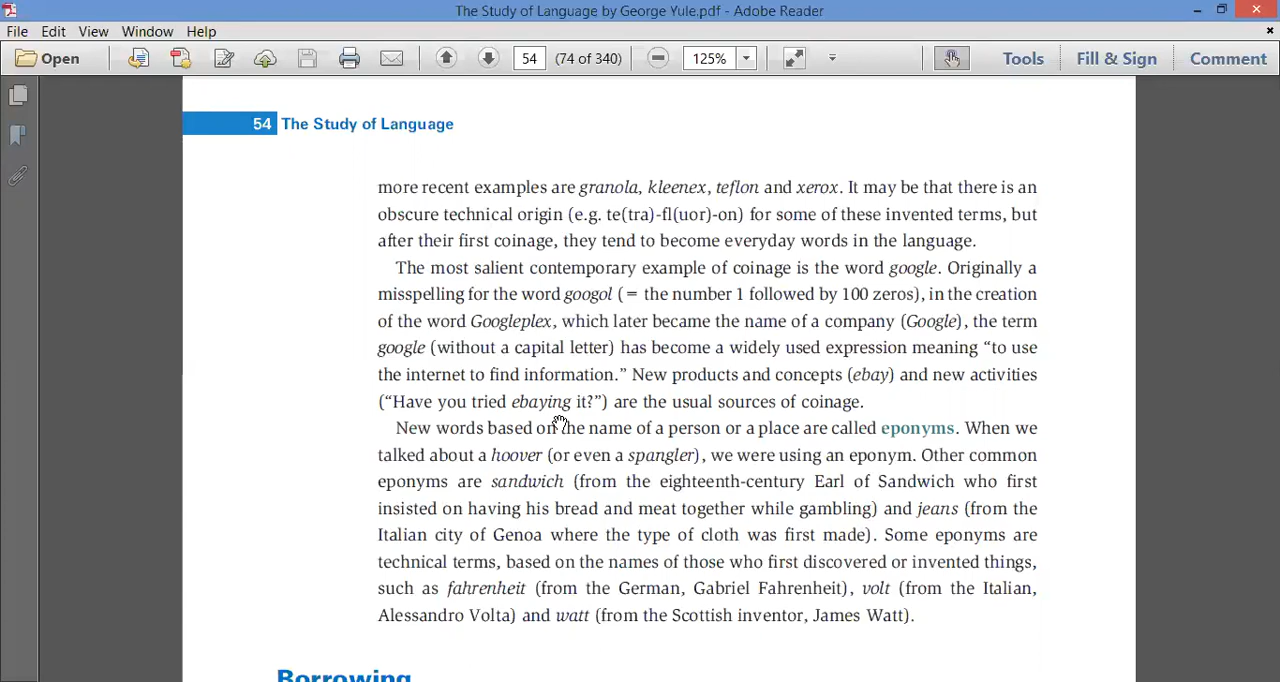 The Study of Language by George Yule.pdf - Adobe Reader
File Edit View Window Help
Open 54 (74 of 340) 125% Tools Fill & Sign Comment
54 The Study of Language
more recent examples are granola, kleenex, teflon and xerox. It may be that there is an
obscure technical origin (e.g. te(tra)-fl(uor)-on) for some of these invented terms, but
after their first coinage, they tend to become everyday words in the language.
The most salient contemporary example of coinage is the word google. Originally a
misspelling for the word googol (= the number 1 followed by 100 zeros), in the creation
of the word Googleplex, which later became the name of a company (Google), the term
google (without a capital letter) has become a widely used expression meaning “to use
the internet to find information.” New products and concepts (ebay) and new activities
(“Have you tried ebaying it?”) are the usual sources of coinage.
New words based on the name of a person or a place are called eponyms. When we
talked about a hoover (or even a spangler), we were using an eponym. Other common
eponyms are sandwich (from the eighteenth-century Earl of Sandwich who first
insisted on having his bread and meat together while gambling) and jeans (from the
Italian city of Genoa where the type of cloth was first made). Some eponyms are
technical terms, based on the names of those who first discovered or invented things,
such as fahrenheit (from the German, Gabriel Fahrenheit), volt (from the Italian,
Alessandro Volta) and watt (from the Scottish inventor, James Watt).
Borrowing